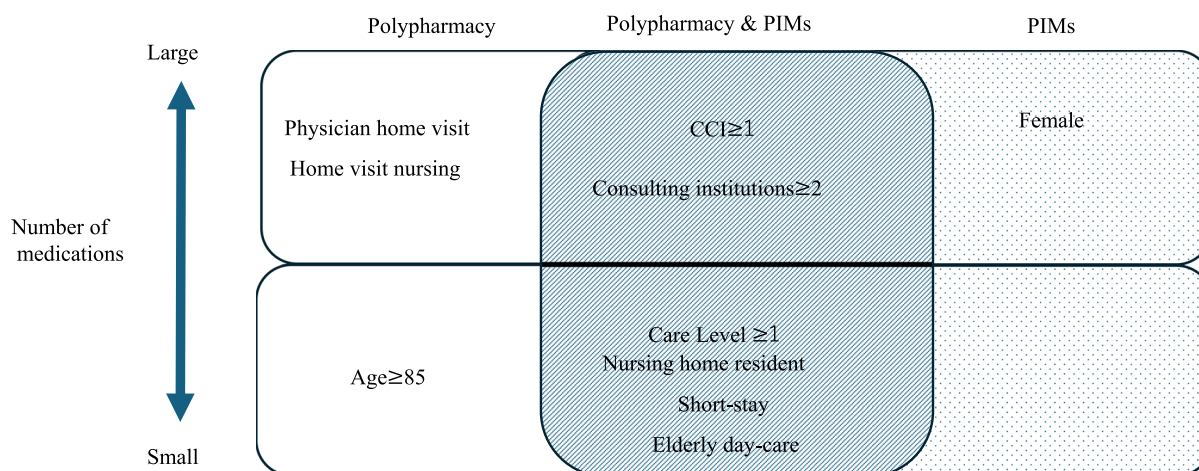 Polypharmacy
Polypharmacy & PIMs
PIMs
Large
Physician home visit
Home visit nursing
CCI≥1
Consulting institutions≥2
Female
Number of
medications
Age≥85
Care Level ≥1
Nursing home resident
Short-stay
Elderly day-care
Small